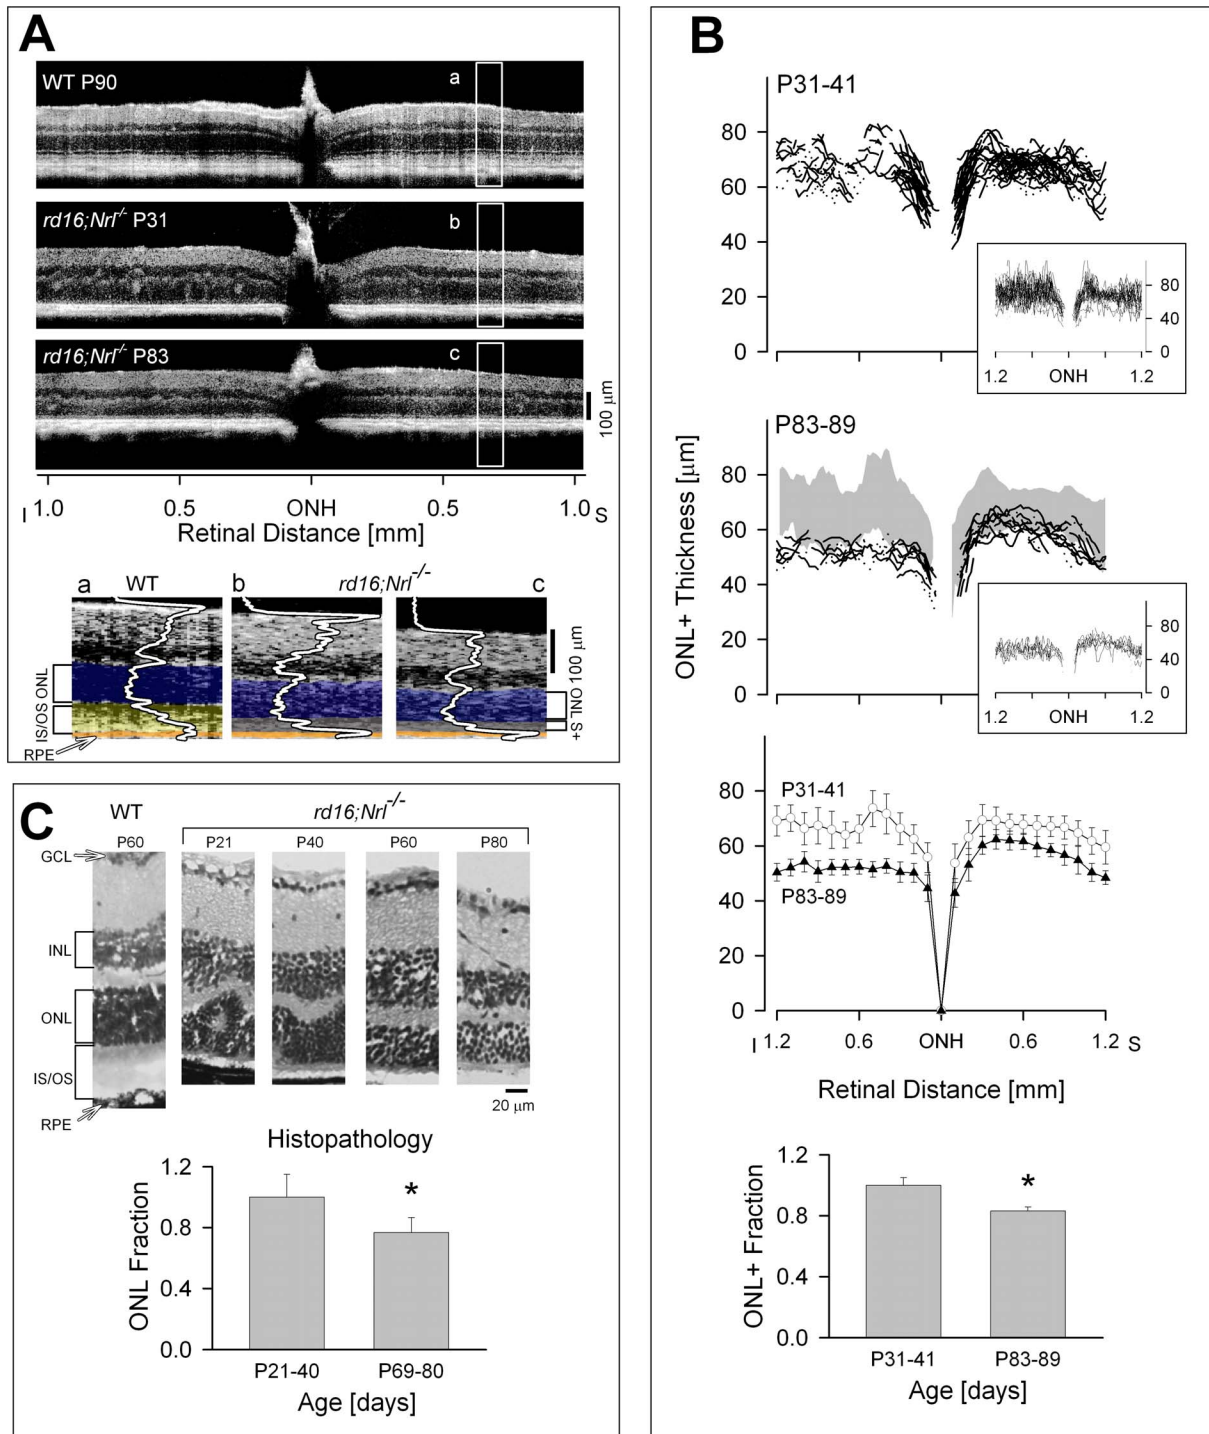 A
WT P90
a
rd16;Nrl-/- P31
b
rd16;Nrl-/- P83
c
100 µm
I 1.0 0.5 ONH 0.5 1.0 S
Retinal Distance [mm]
a WT b rd16;Nrl-/- c
ONL
IS/OS
RPE
100 µm
ONL
S+
B
P31-41
80
60
40
20
0
80
40
0
1.2 ONH 1.2
P83-89
ONL+ Thickness [µm]
80
60
40
20
0
80
40
0
1.2 ONH 1.2
80
60
40
20
0
P31-41
P83-89
I 1.2 0.6 ONH 0.6 1.2 S
Retinal Distance [mm]
ONL+ Fraction
1.2
0.8
0.4
0.0
*
P31-41 P83-89
Age [days]
C
WT rd16;Nrl-/-
P60 P21 P40 P60 P80
GCL
INL
ONL
IS/OS
RPE
20 µm
Histopathology
ONL Fraction
1.2
0.8
0.4
0.0
*
P21-40 P69-80
Age [days]